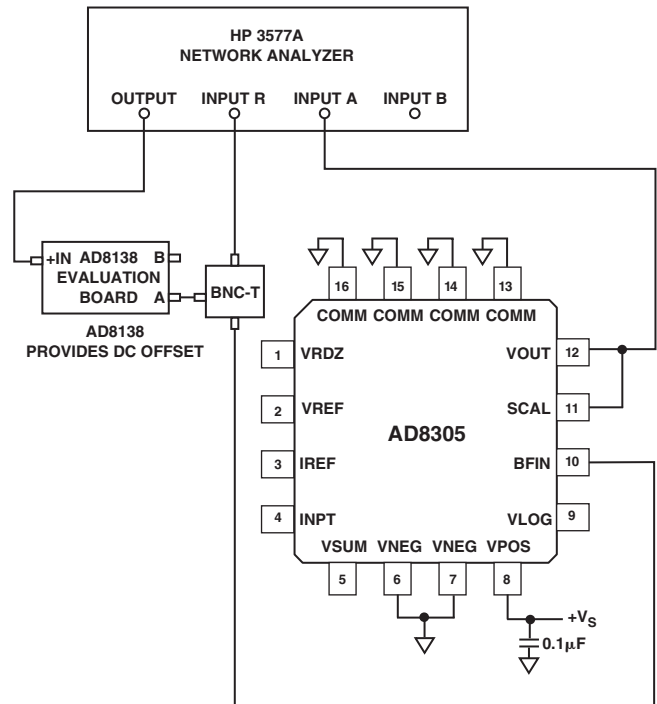 HP 3577A
NETWORK ANALYZER
OUTPUT INPUT R INPUT A INPUT B
+IN AD8138 B
EVALUATION
BOARD A
BNC-T
AD8138
PROVIDES DC OFFSET
16 15 14 13
COMM COMM COMM COMM
1 VRDZ VOUT 12
2 VREF SCAL 11
AD8305
3 IREF BFIN 10
4 INPT VLOG 9
VSUM VNEG VNEG VPOS
5 6 7 8
+VS
0.1μF